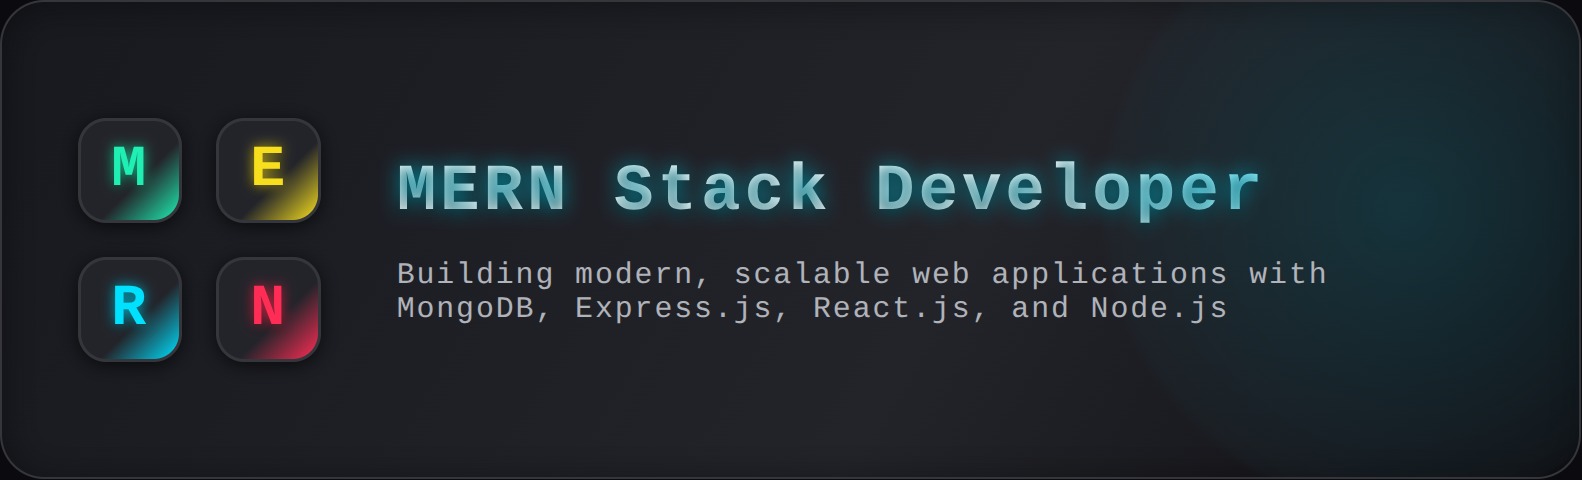 M E
R N
MERN Stack Developer
Building modern, scalable web applications with
MongoDB, Express.js, React.js, and Node.js